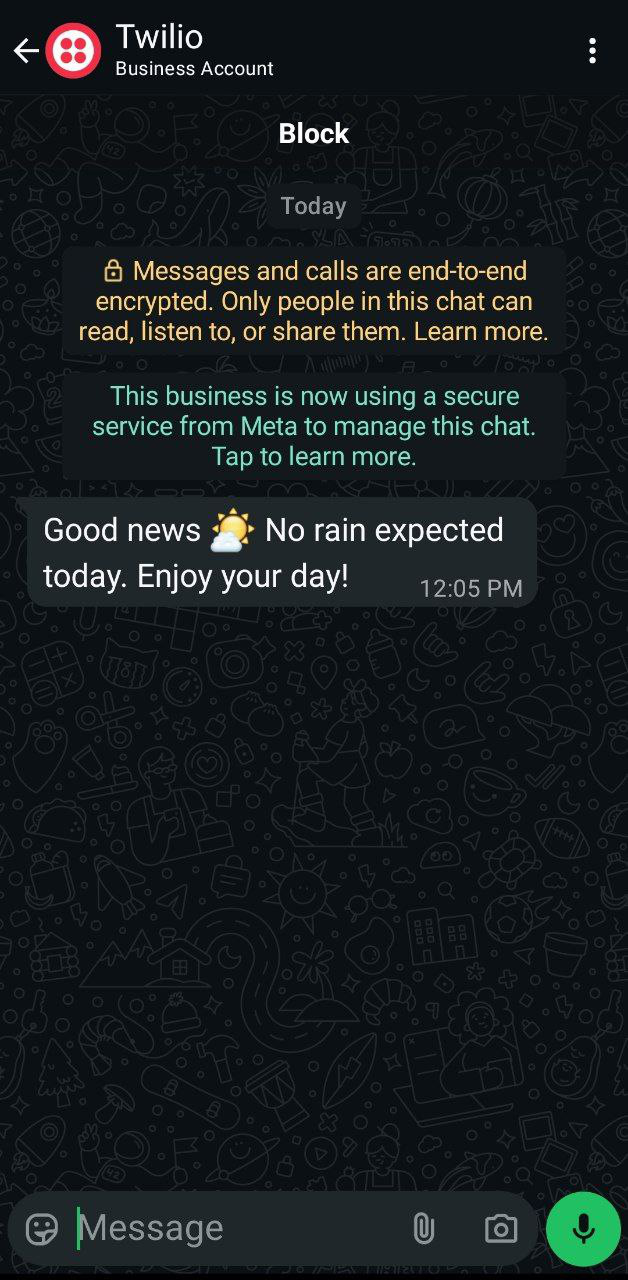 Twilio
Business Account
Block
Today
🔒 Messages and calls are end-to-end
encrypted. Only people in this chat can
read, listen to, or share them. Learn more.
This business is now using a secure
service from Meta to manage this chat.
Tap to learn more.
Good news 🌤️ No rain expected
today. Enjoy your day!
12:05 PM
Message